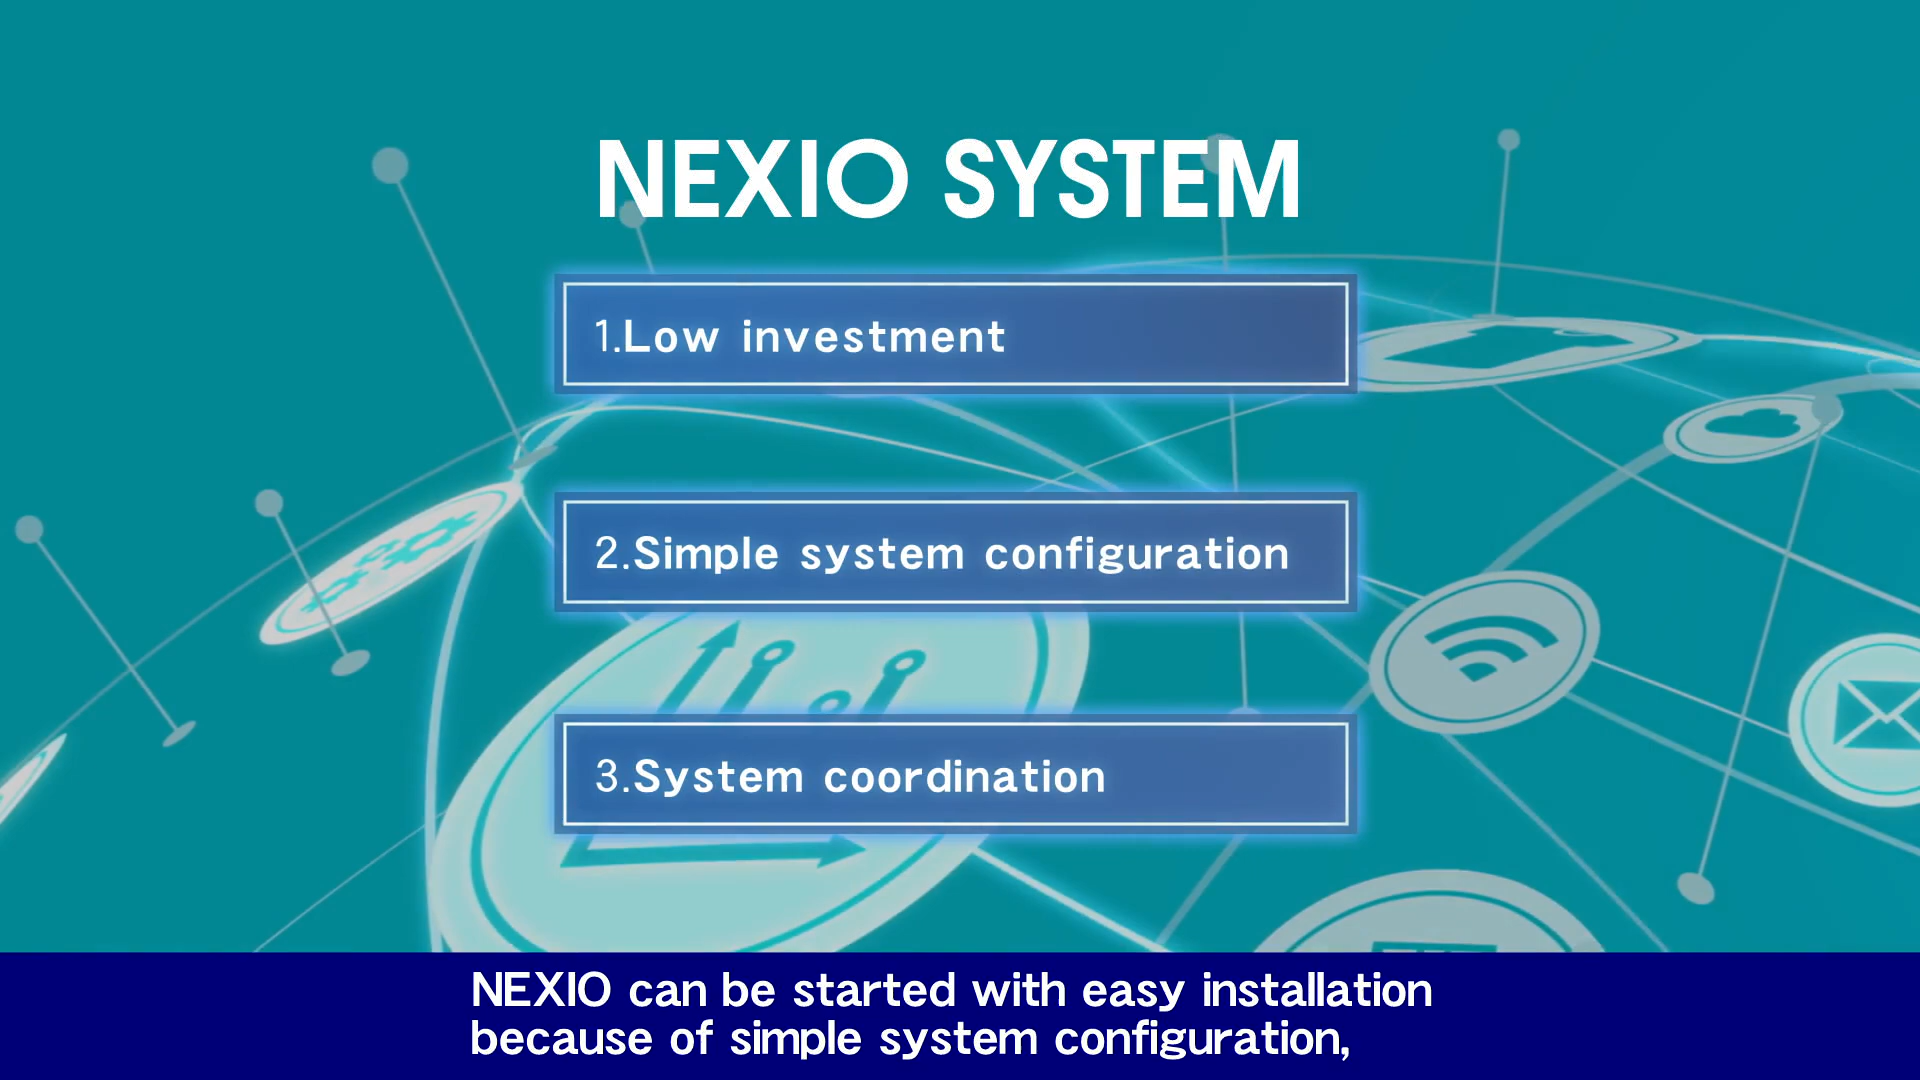 NEXIO SYSTEM
1.Low investment
2.Simple system configuration
3.System coordination
NEXIO can be started with easy installation
because of simple system configuration,